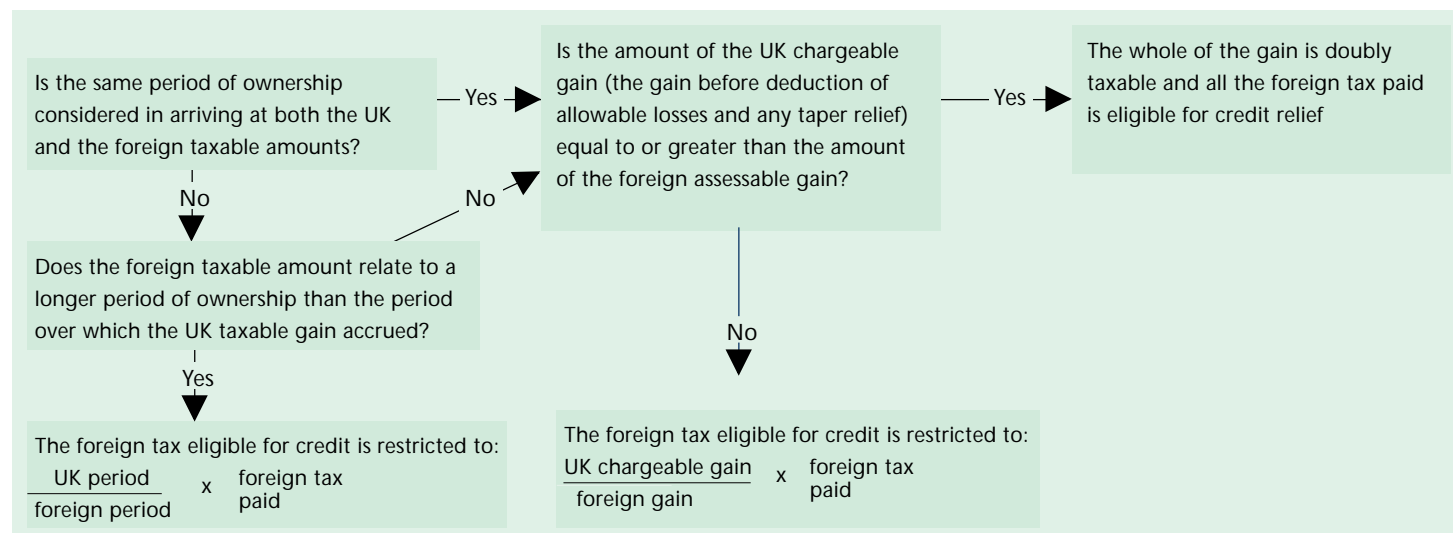 Is the same period of ownership
considered in arriving at both the UK
and the foreign taxable amounts?
Yes
Is the amount of the UK chargeable
gain (the gain before deduction of
allowable losses and any taper relief)
equal to or greater than the amount
of the foreign assessable gain?
Yes
The whole of the gain is doubly
taxable and all the foreign tax paid
is eligible for credit relief
No
No
Does the foreign taxable amount relate to a
longer period of ownership than the period
over which the UK taxable gain accrued?
No
Yes
The foreign tax eligible for credit is restricted to:
UK period
foreign period
x
foreign tax
paid
The foreign tax eligible for credit is restricted to:
UK chargeable gain
foreign gain
x
foreign tax
paid